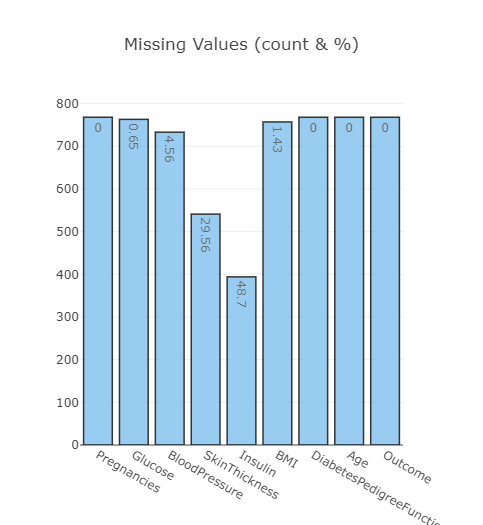 Missing Values (count & %)
800
700
600
500
400
300
200
100
0
0
0.65
4.56
29.56
48.7
1.43
0
0
0
Pregnancies
Glucose
BloodPressure
SkinThickness
Insulin
BMI
DiabetesPedigreeFunctio
Age
Outcome